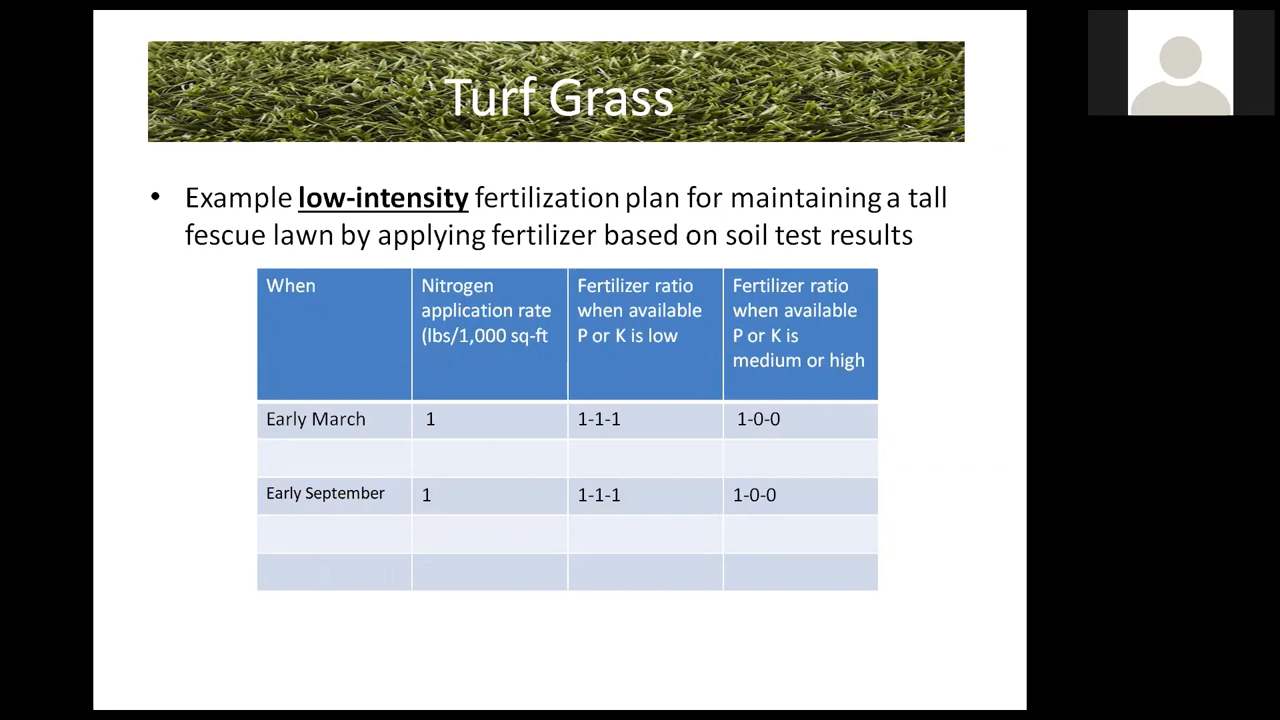 Turf Grass
• Example low-intensity fertilization plan for maintaining a tall
fescue lawn by applying fertilizer based on soil test results
When
Nitrogen
application rate
(lbs/1,000 sq-ft
Fertilizer ratio
when available
P or K is low
Fertilizer ratio
when available
P or K is
medium or high
Early March 1 1-1-1 1-0-0
Early September 1 1-1-1 1-0-0